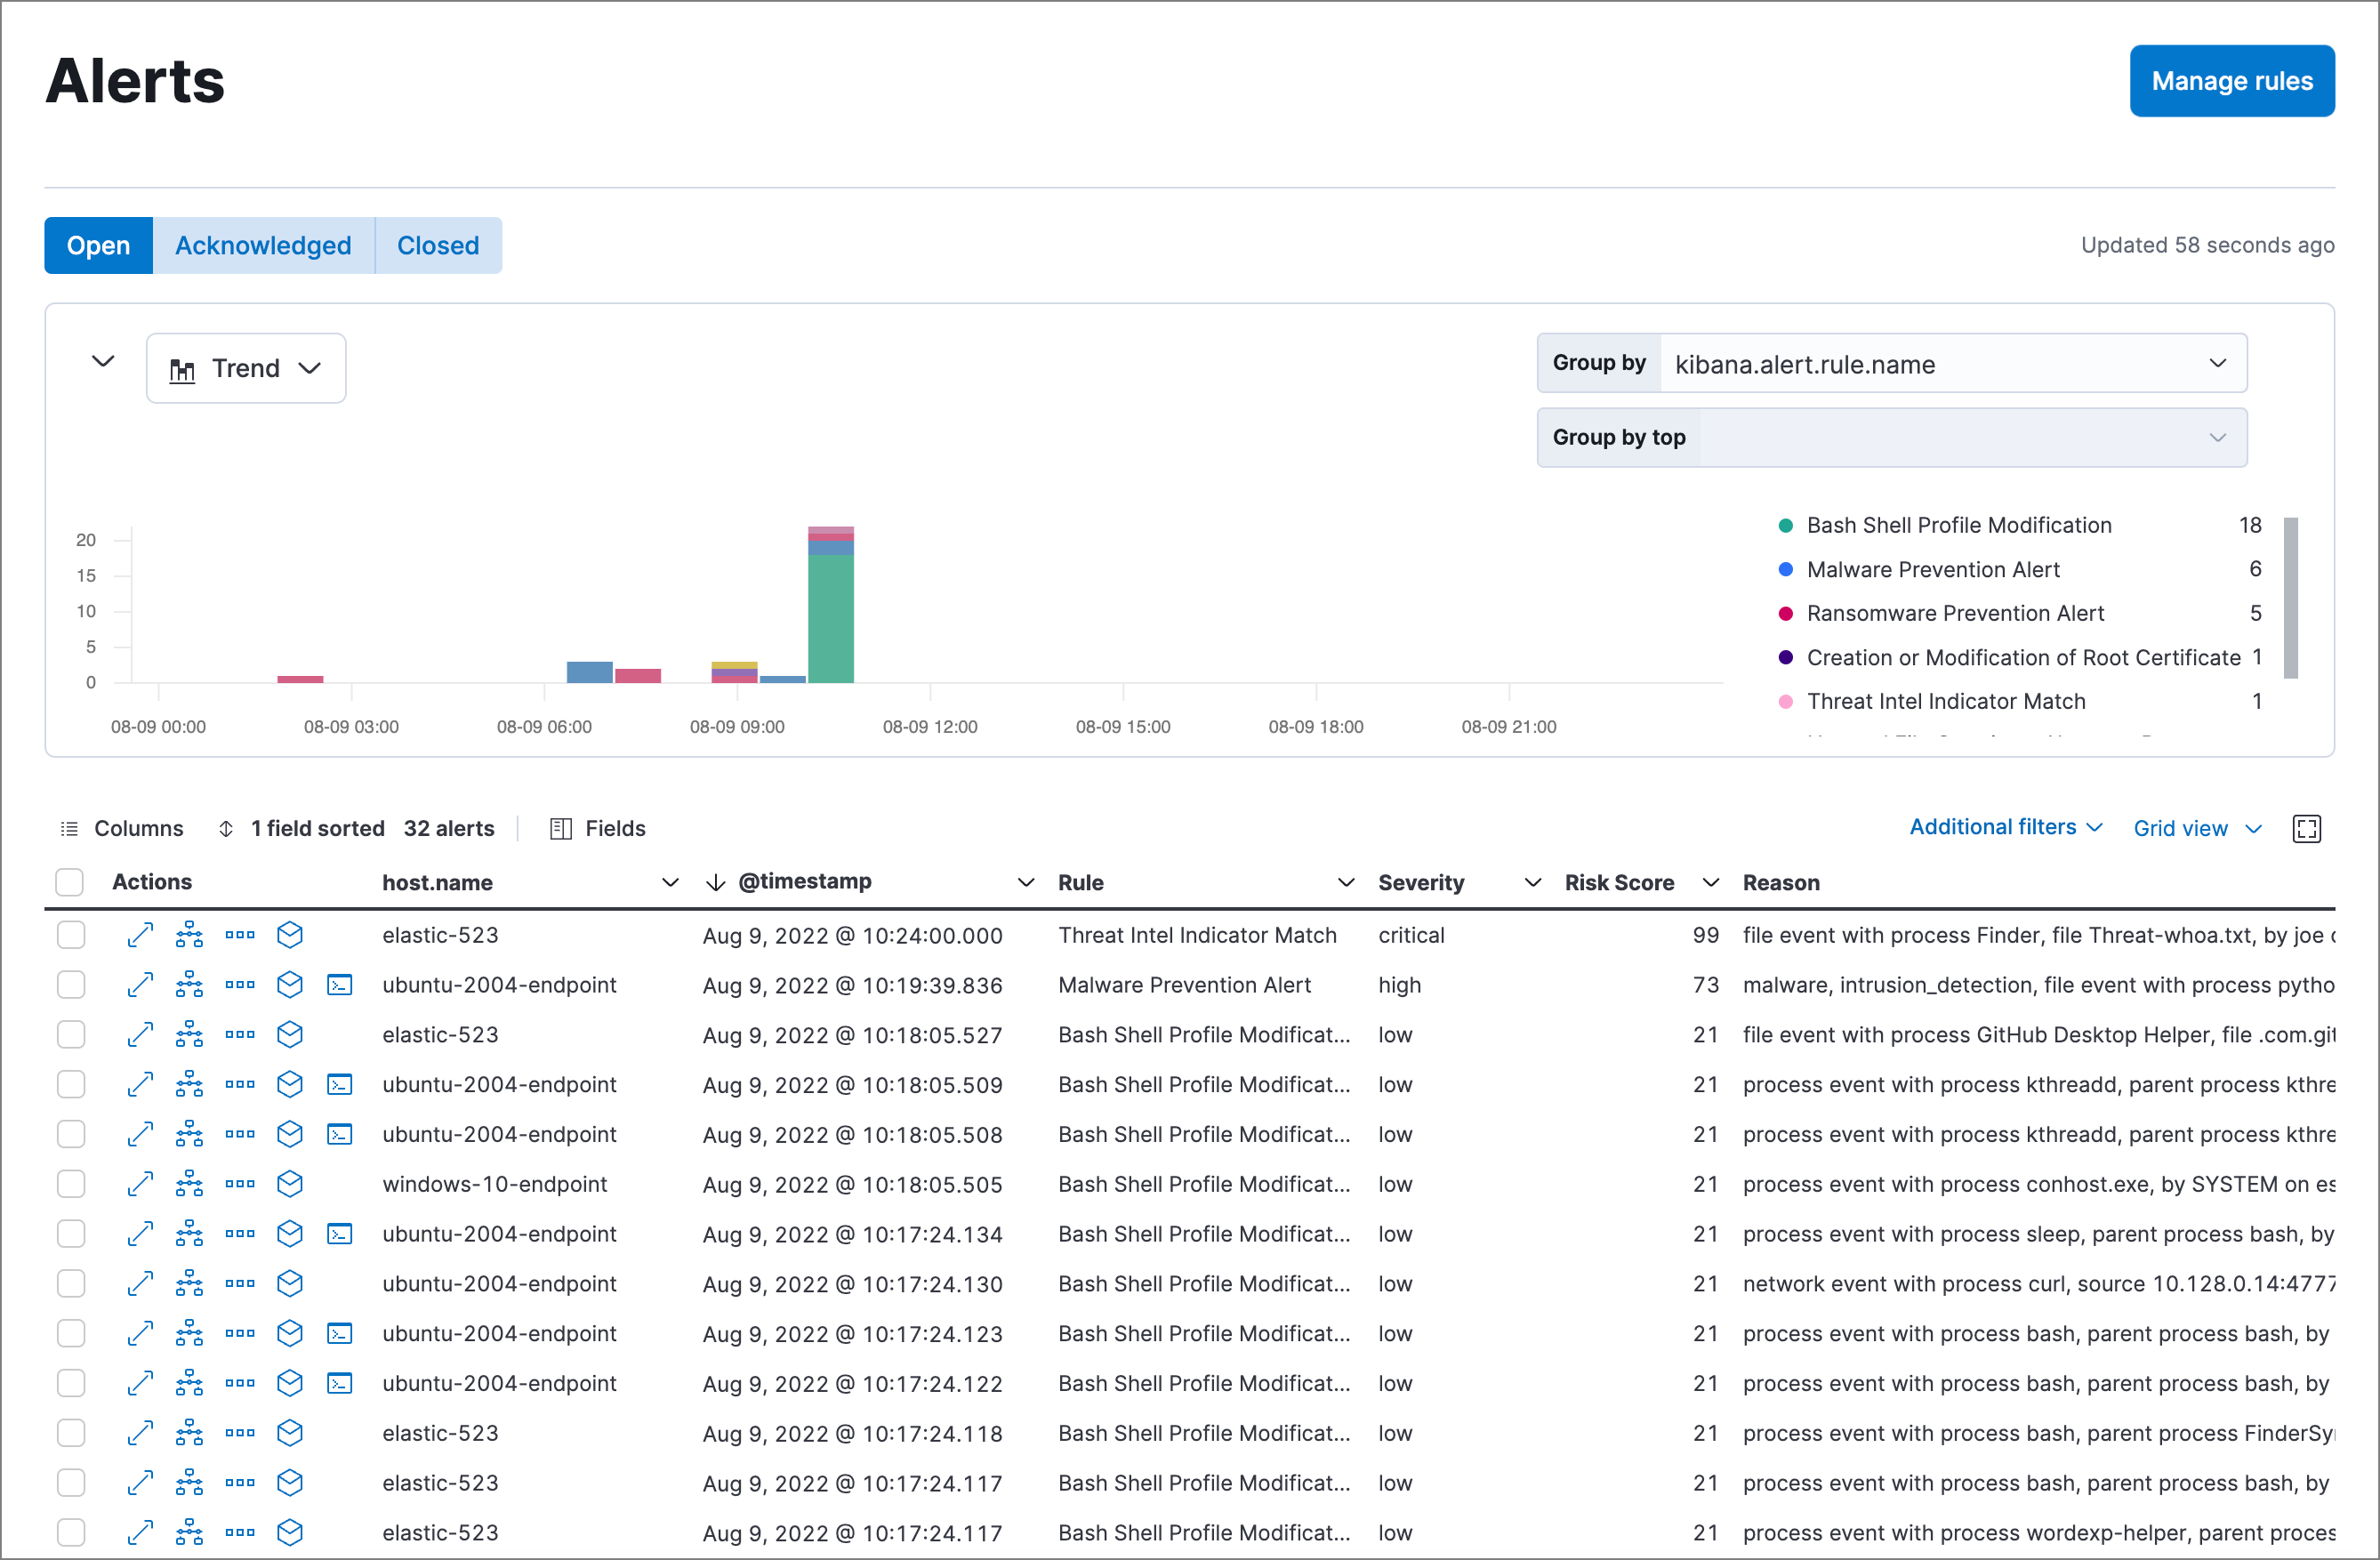 Alerts
Manage rules
Open Acknowledged Closed
Updated 58 seconds ago
Trend
Group by kibana.alert.rule.name
Group by top
20
15
10
5
0
08-09 00:00 08-09 03:00 08-09 06:00 08-09 09:00 08-09 12:00 08-09 15:00 08-09 18:00 08-09 21:00
Bash Shell Profile Modification 18
Malware Prevention Alert 6
Ransomware Prevention Alert 5
Creation or Modification of Root Certificate 1
Threat Intel Indicator Match 1
Columns 1 field sorted 32 alerts Fields
Additional filters Grid view
Actions host.name @timestamp Rule Severity Risk Score Reason
elastic-523 Aug 9, 2022 @ 10:24:00.000 Threat Intel Indicator Match critical 99 file event with process Finder, file Threat-whoa.txt, by joe
ubuntu-2004-endpoint Aug 9, 2022 @ 10:19:39.836 Malware Prevention Alert high 73 malware, intrusion_detection, file event with process pytho
elastic-523 Aug 9, 2022 @ 10:18:05.527 Bash Shell Profile Modificat... low 21 file event with process GitHub Desktop Helper, file .com.git
ubuntu-2004-endpoint Aug 9, 2022 @ 10:18:05.509 Bash Shell Profile Modificat... low 21 process event with process kthreadd, parent process kthre
ubuntu-2004-endpoint Aug 9, 2022 @ 10:18:05.508 Bash Shell Profile Modificat... low 21 process event with process kthreadd, parent process kthre
windows-10-endpoint Aug 9, 2022 @ 10:18:05.505 Bash Shell Profile Modificat... low 21 process event with process conhost.exe, by SYSTEM on es
ubuntu-2004-endpoint Aug 9, 2022 @ 10:17:24.134 Bash Shell Profile Modificat... low 21 process event with process sleep, parent process bash, by
ubuntu-2004-endpoint Aug 9, 2022 @ 10:17:24.130 Bash Shell Profile Modificat... low 21 network event with process curl, source 10.128.0.14:4777
ubuntu-2004-endpoint Aug 9, 2022 @ 10:17:24.123 Bash Shell Profile Modificat... low 21 process event with process bash, parent process bash, by
ubuntu-2004-endpoint Aug 9, 2022 @ 10:17:24.122 Bash Shell Profile Modificat... low 21 process event with process bash, parent process bash, by
elastic-523 Aug 9, 2022 @ 10:17:24.118 Bash Shell Profile Modificat... low 21 process event with process bash, parent process FinderSy
elastic-523 Aug 9, 2022 @ 10:17:24.117 Bash Shell Profile Modificat... low 21 process event with process bash, parent process bash, by
elastic-523 Aug 9, 2022 @ 10:17:24.117 Bash Shell Profile Modificat... low 21 process event with process wordexp-helper, parent proces